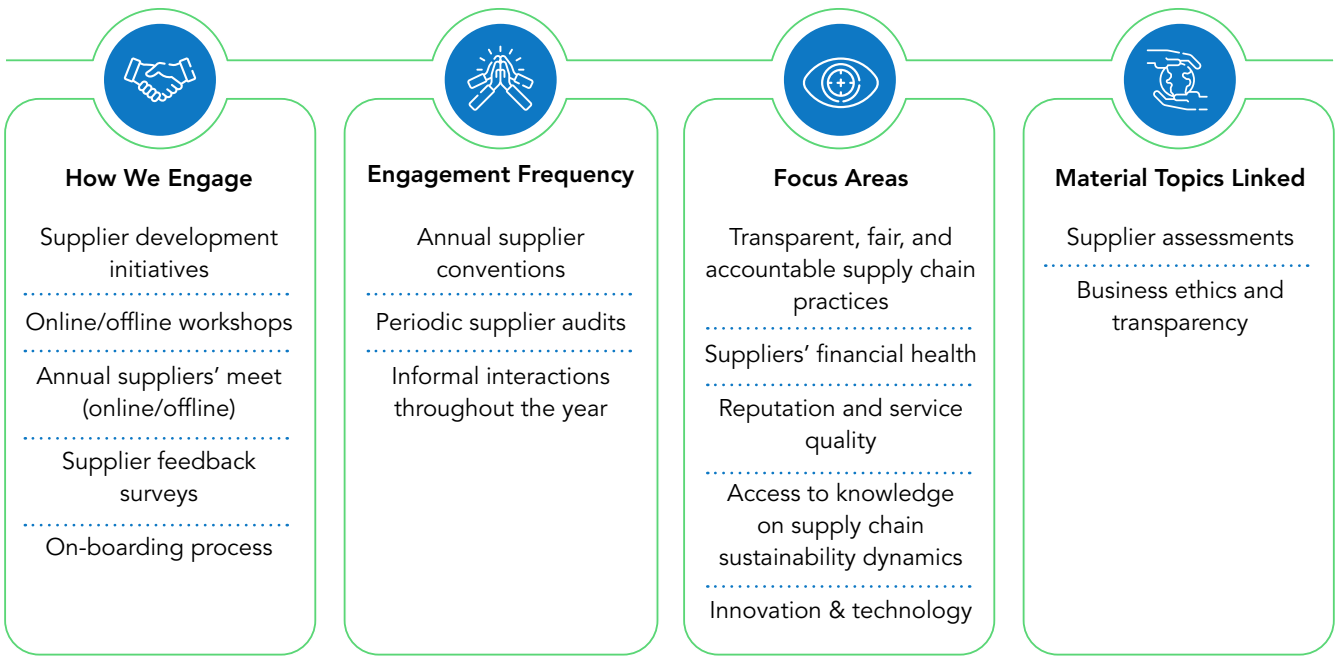 How We Engage
Supplier development
initiatives
Online/offline workshops
Annual suppliers’ meet
(online/offline)
Supplier feedback
surveys
On-boarding process
Engagement Frequency
Annual supplier
conventions
Periodic supplier audits
Informal interactions
throughout the year
Focus Areas
Transparent, fair, and
accountable supply chain
practices
Suppliers’ financial health
Reputation and service
quality
Access to knowledge
on supply chain
sustainability dynamics
Innovation & technology
Material Topics Linked
Supplier assessments
Business ethics and
transparency